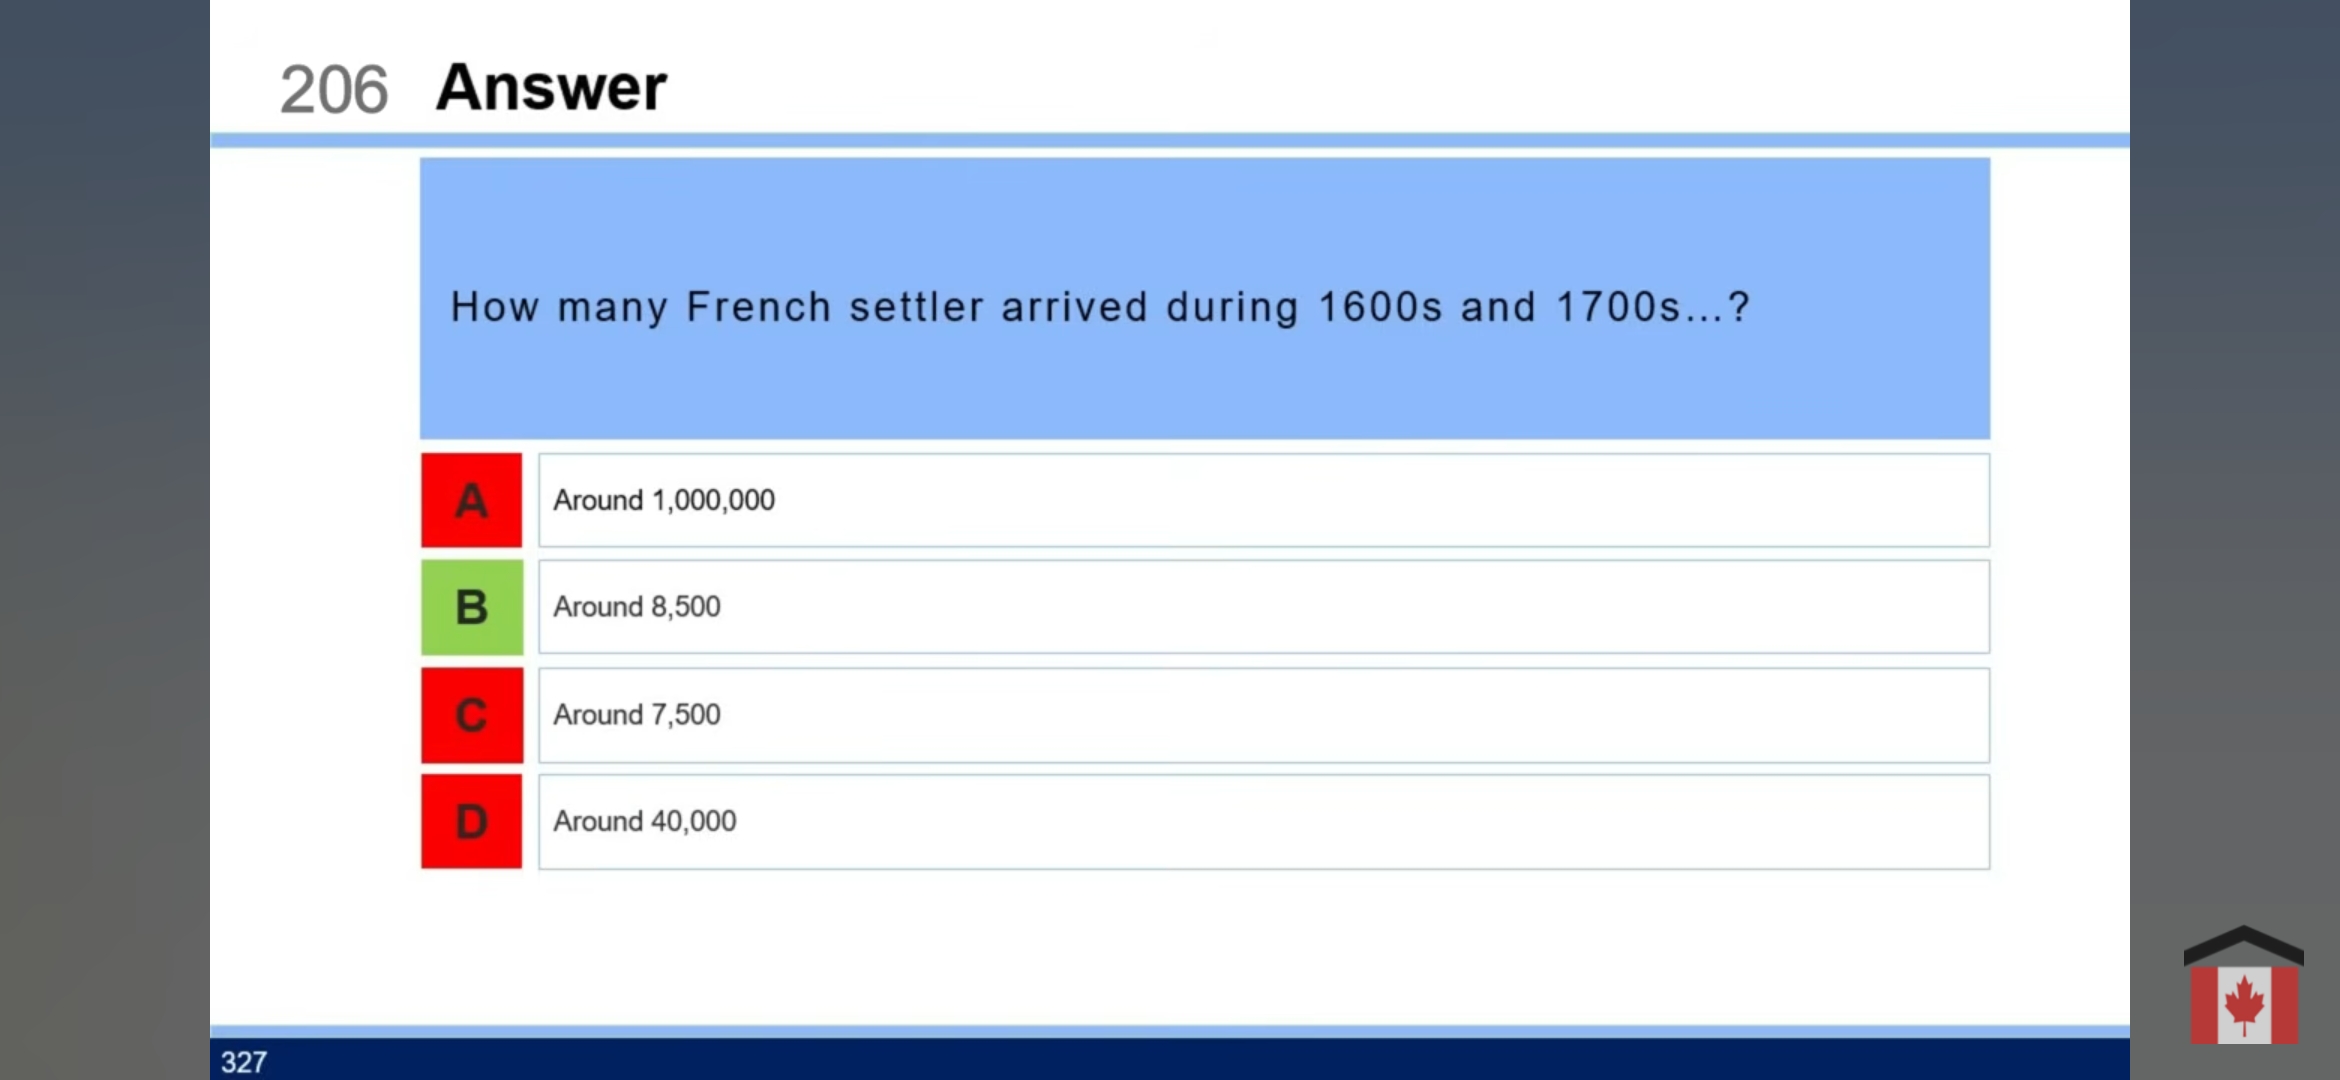 206 Answer
How many French settler arrived during 1600s and 1700s...?
A Around 1,000,000
B Around 8,500
C Around 7,500
D Around 40,000
327